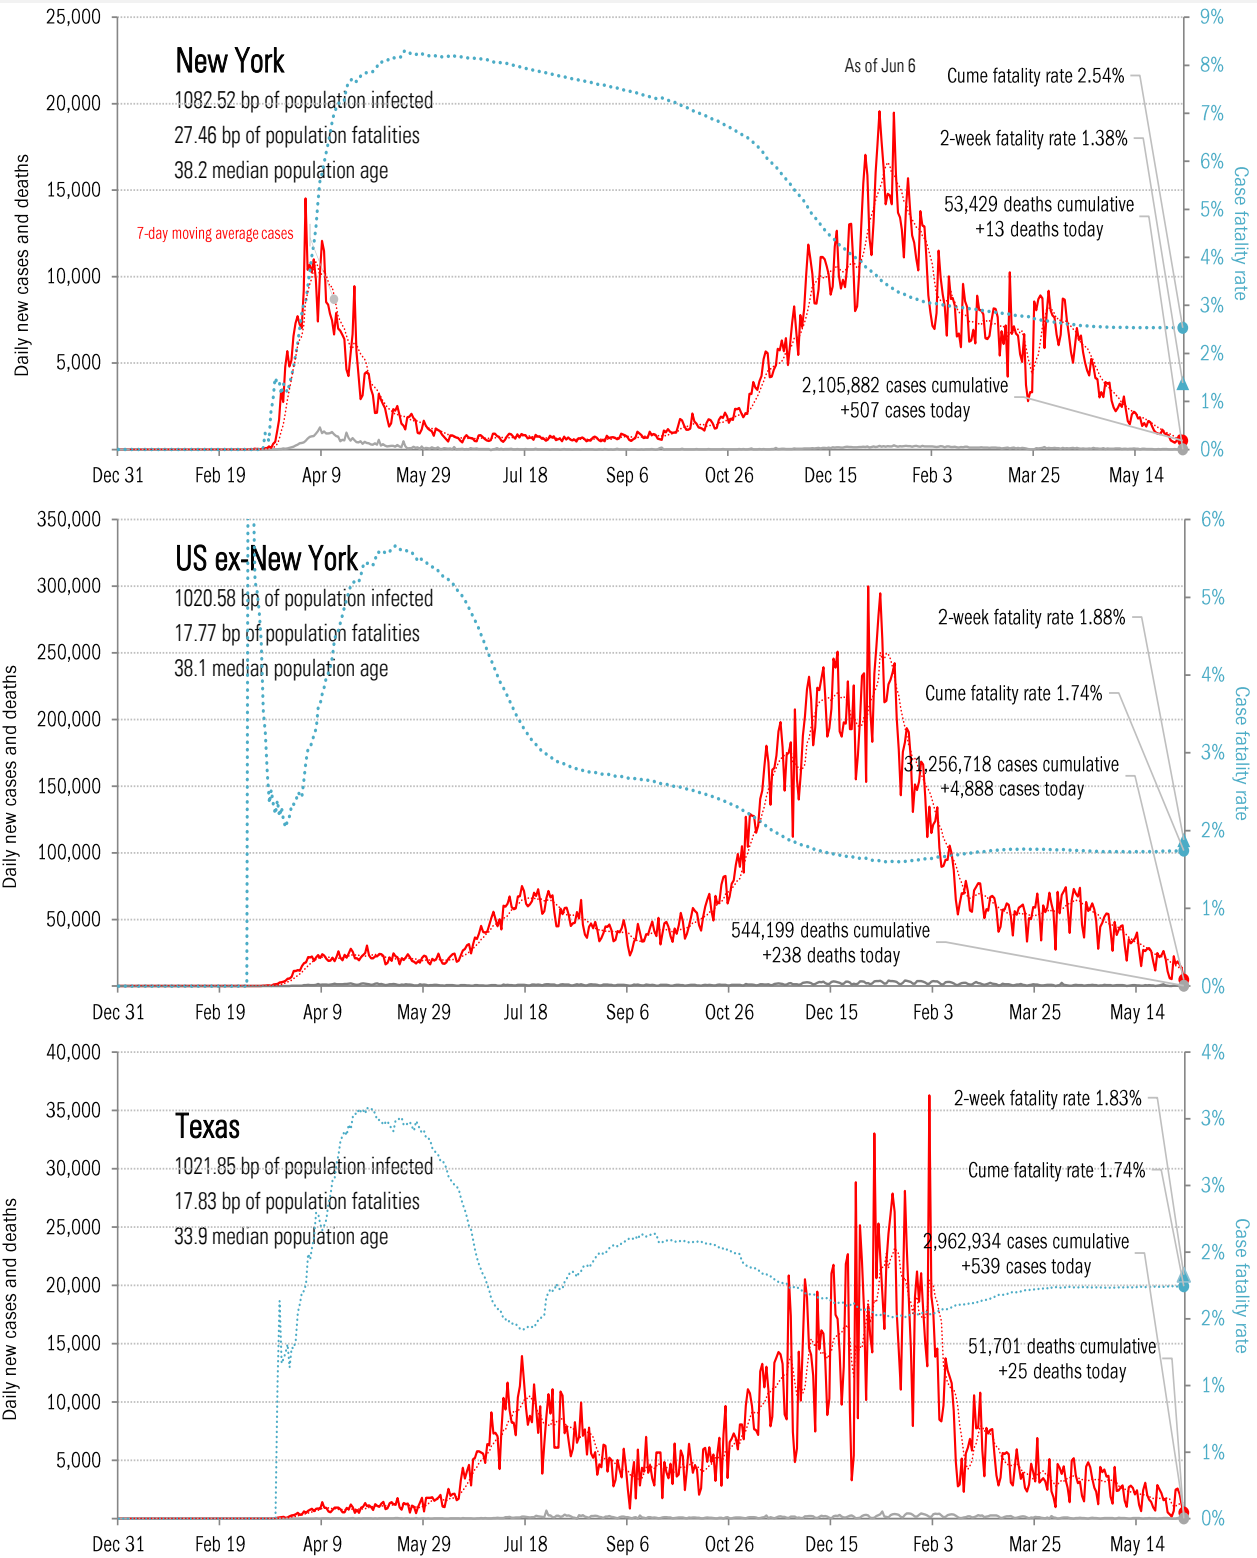 25,000
9%
New York
As of Jun 6
Cume fatality rate 2.54%
8%
1082.52 bp of population infected
20,000
7%
27.46 bp of population fatalities
2-week fatality rate 1.38%
38.2 median population age
6%
15,000
53,429 deaths cumulative
+13 deaths today
5%
7-day moving average cases
10,000
4%
3%
5,000
2%
2,105,882 cases cumulative
+507 cases today
1%
0%
Daily new cases and deaths
Case fatality rate
Dec 31 Feb 19 Apr 9 May 29 Jul 18 Sep 6 Oct 26 Dec 15 Feb 3 Mar 25 May 14
350,000
6%
US ex-New York
300,000
1020.58 bp of population infected
5%
17.77 bp of population fatalities
2-week fatality rate 1.88%
250,000
38.1 median population age
4%
Cume fatality rate 1.74%
200,000
3%
31,256,718 cases cumulative
+4,888 cases today
150,000
2%
100,000
1%
50,000
544,199 deaths cumulative
+238 deaths today
0%
Daily new cases and deaths
Case fatality rate
Dec 31 Feb 19 Apr 9 May 29 Jul 18 Sep 6 Oct 26 Dec 15 Feb 3 Mar 25 May 14
40,000
4%
2-week fatality rate 1.83%
35,000
3%
Texas
1021.85 bp of population infected
30,000
Cume fatality rate 1.74%
3%
17.83 bp of population fatalities
33.9 median population age
25,000
2,962,934 cases cumulative
+539 cases today
2%
20,000
2%
15,000
51,701 deaths cumulative
+25 deaths today
1%
10,000
1%
5,000
0%
Daily new cases and deaths
Case fatality rate
Dec 31 Feb 19 Apr 9 May 29 Jul 18 Sep 6 Oct 26 Dec 15 Feb 3 Mar 25 May 14